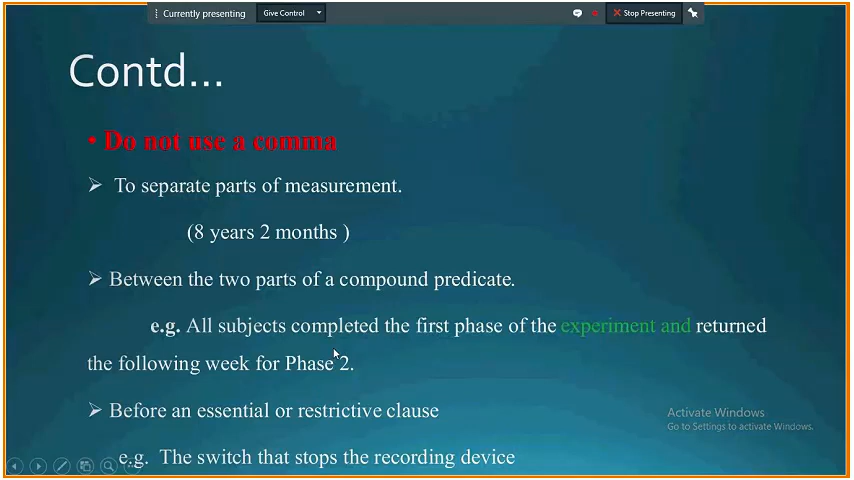 Currently presenting Give Control Stop Presenting
Contd...
• Do not use a comma
➢ To separate parts of measurement.
(8 years 2 months )
➢ Between the two parts of a compound predicate.
e.g. All subjects completed the first phase of the experiment and returned
the following week for Phase 2.
➢ Before an essential or restrictive clause
Activate Windows
Go to Settings to activate Windows.
e.g. The switch that stops the recording device